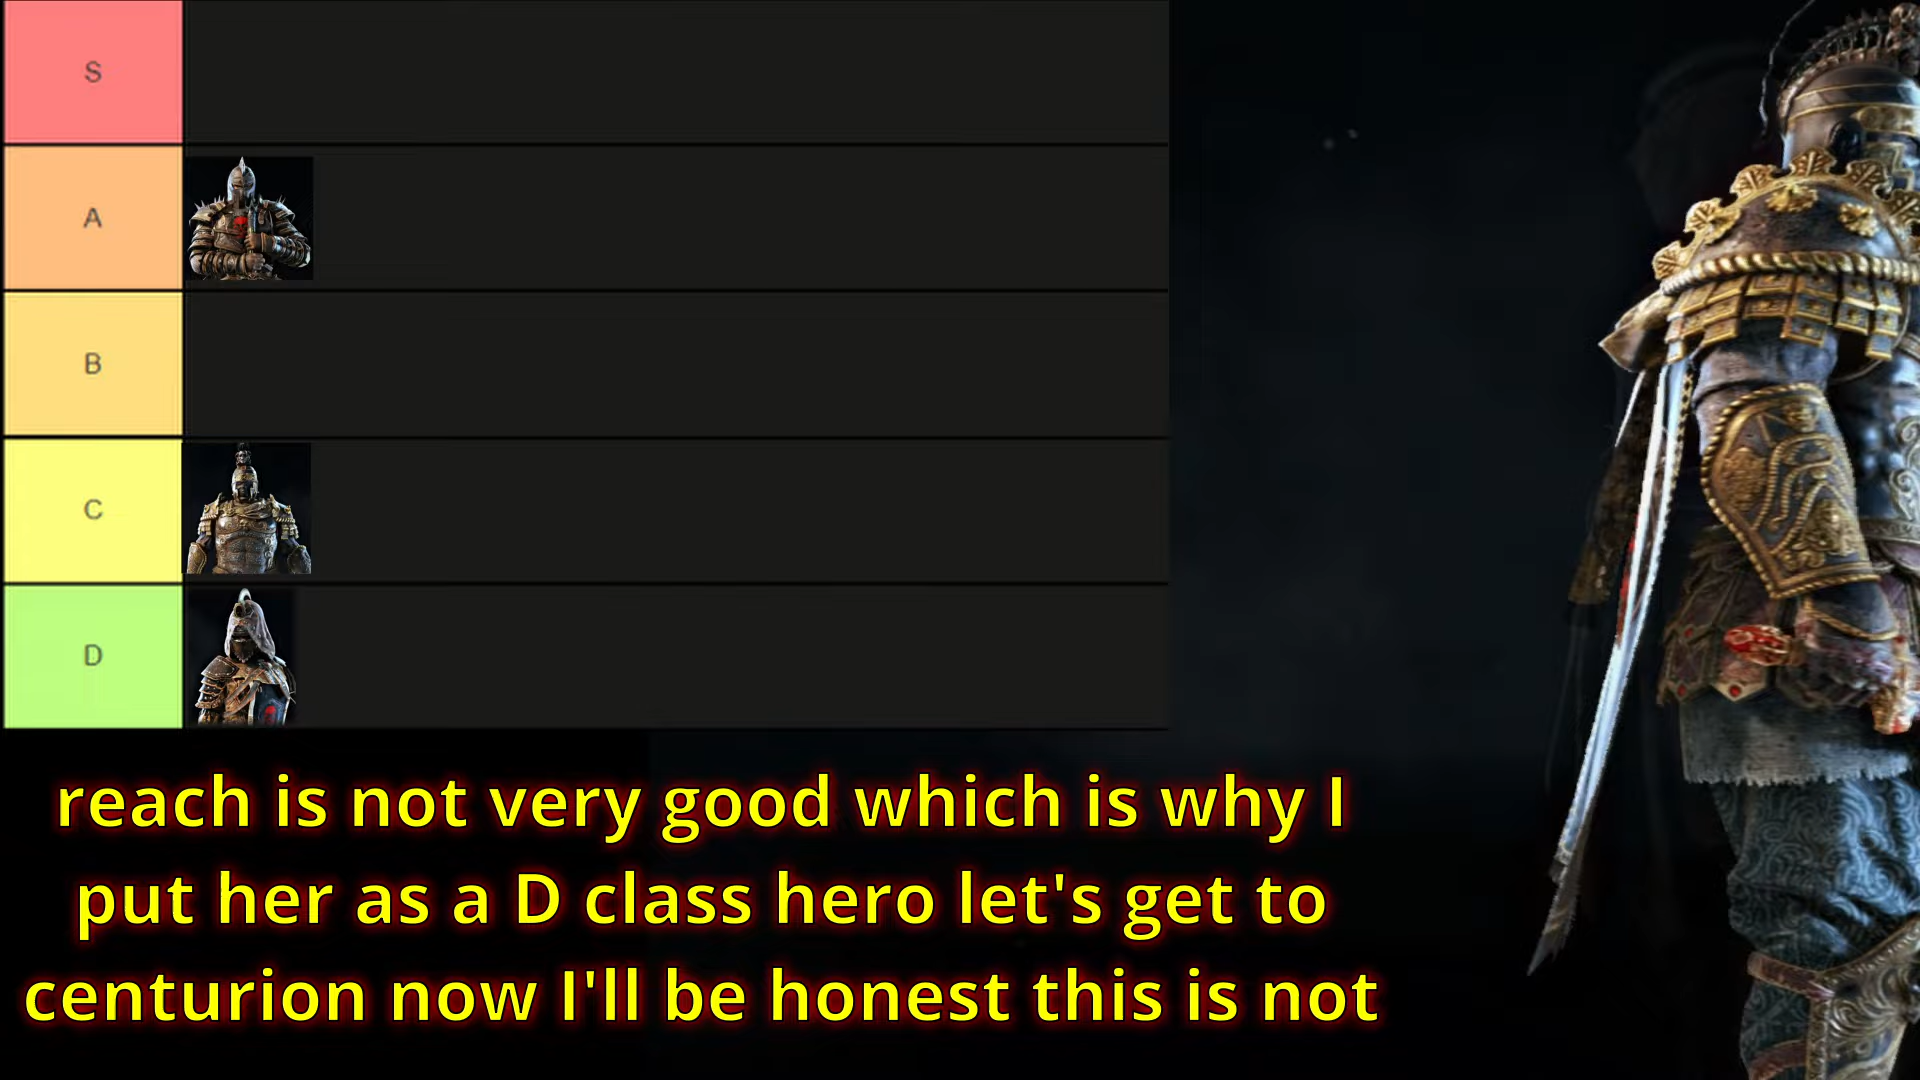 S
A
B
C
D
reach is not very good which is why I
put her as a D class hero let's get to
centurion now I'll be honest this is not